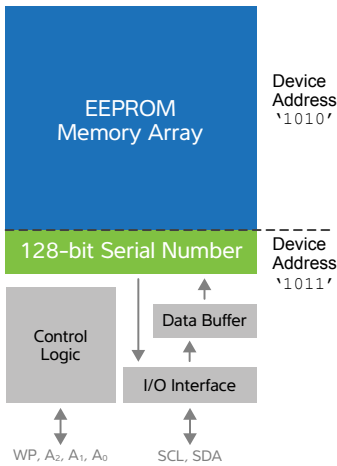 EEPROM
Memory Array
Device
Address
‘1010’
128-bit Serial Number
Device
Address
‘1011’
Control
Logic
Data Buffer
I/O Interface
WP, A₂, A₁, A₀
SCL, SDA